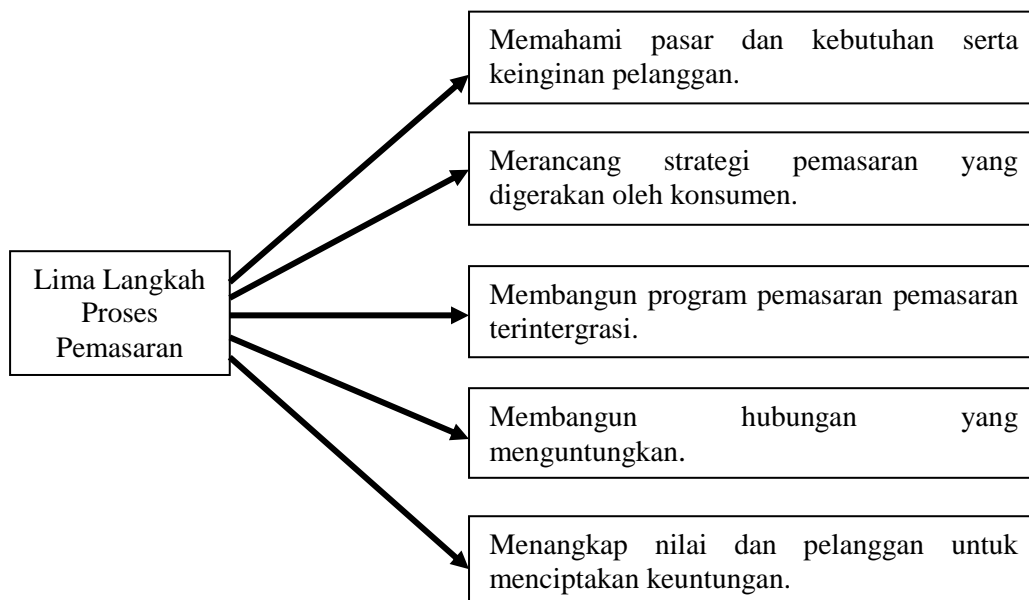 Memahami pasar dan kebutuhan serta
keinginan pelanggan.
Merancang strategi pemasaran yang
digerakan oleh konsumen.
Lima Langkah
Proses
Pemasaran
Membangun program pemasaran pemasaran
terintergrasi.
Membangun hubungan yang
menguntungkan.
Menangkap nilai dan pelanggan untuk
menciptakan keuntungan.